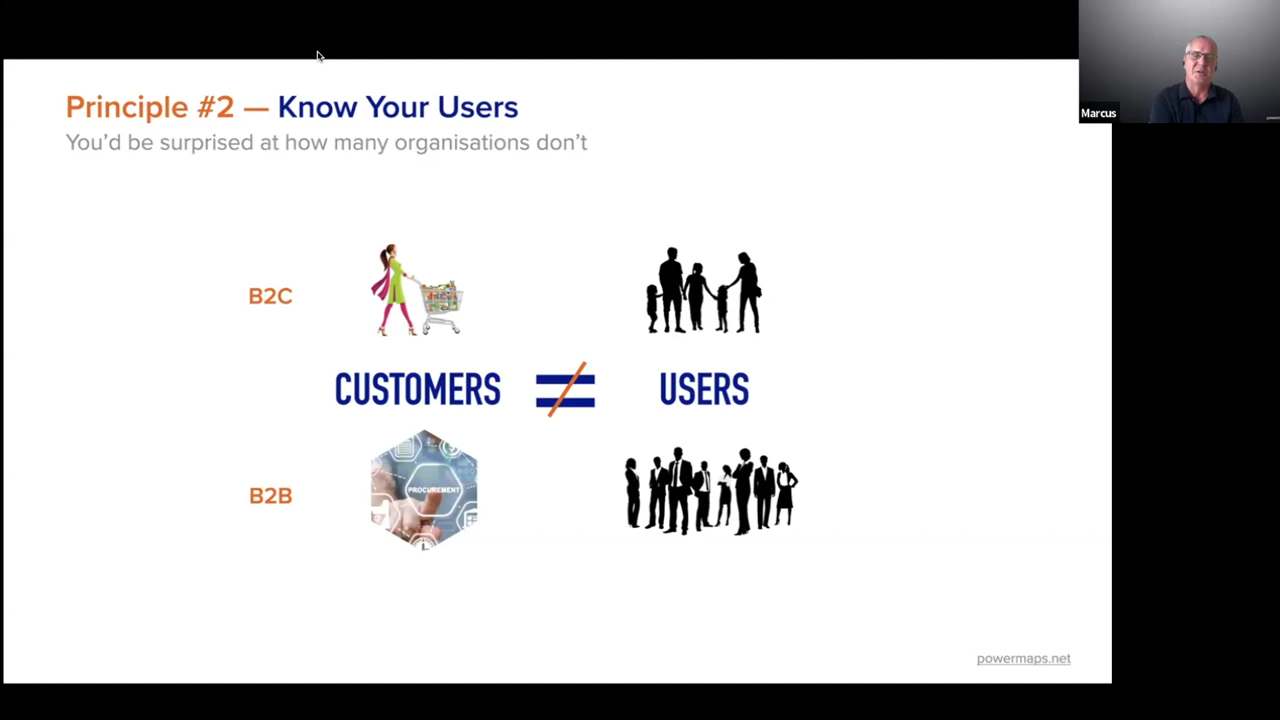 Principle #2 — Know Your Users
You'd be surprised at how many organisations don't
Marcus
B2C
CUSTOMERS ≠ USERS
PROCUREMENT
B2B
powermaps.net